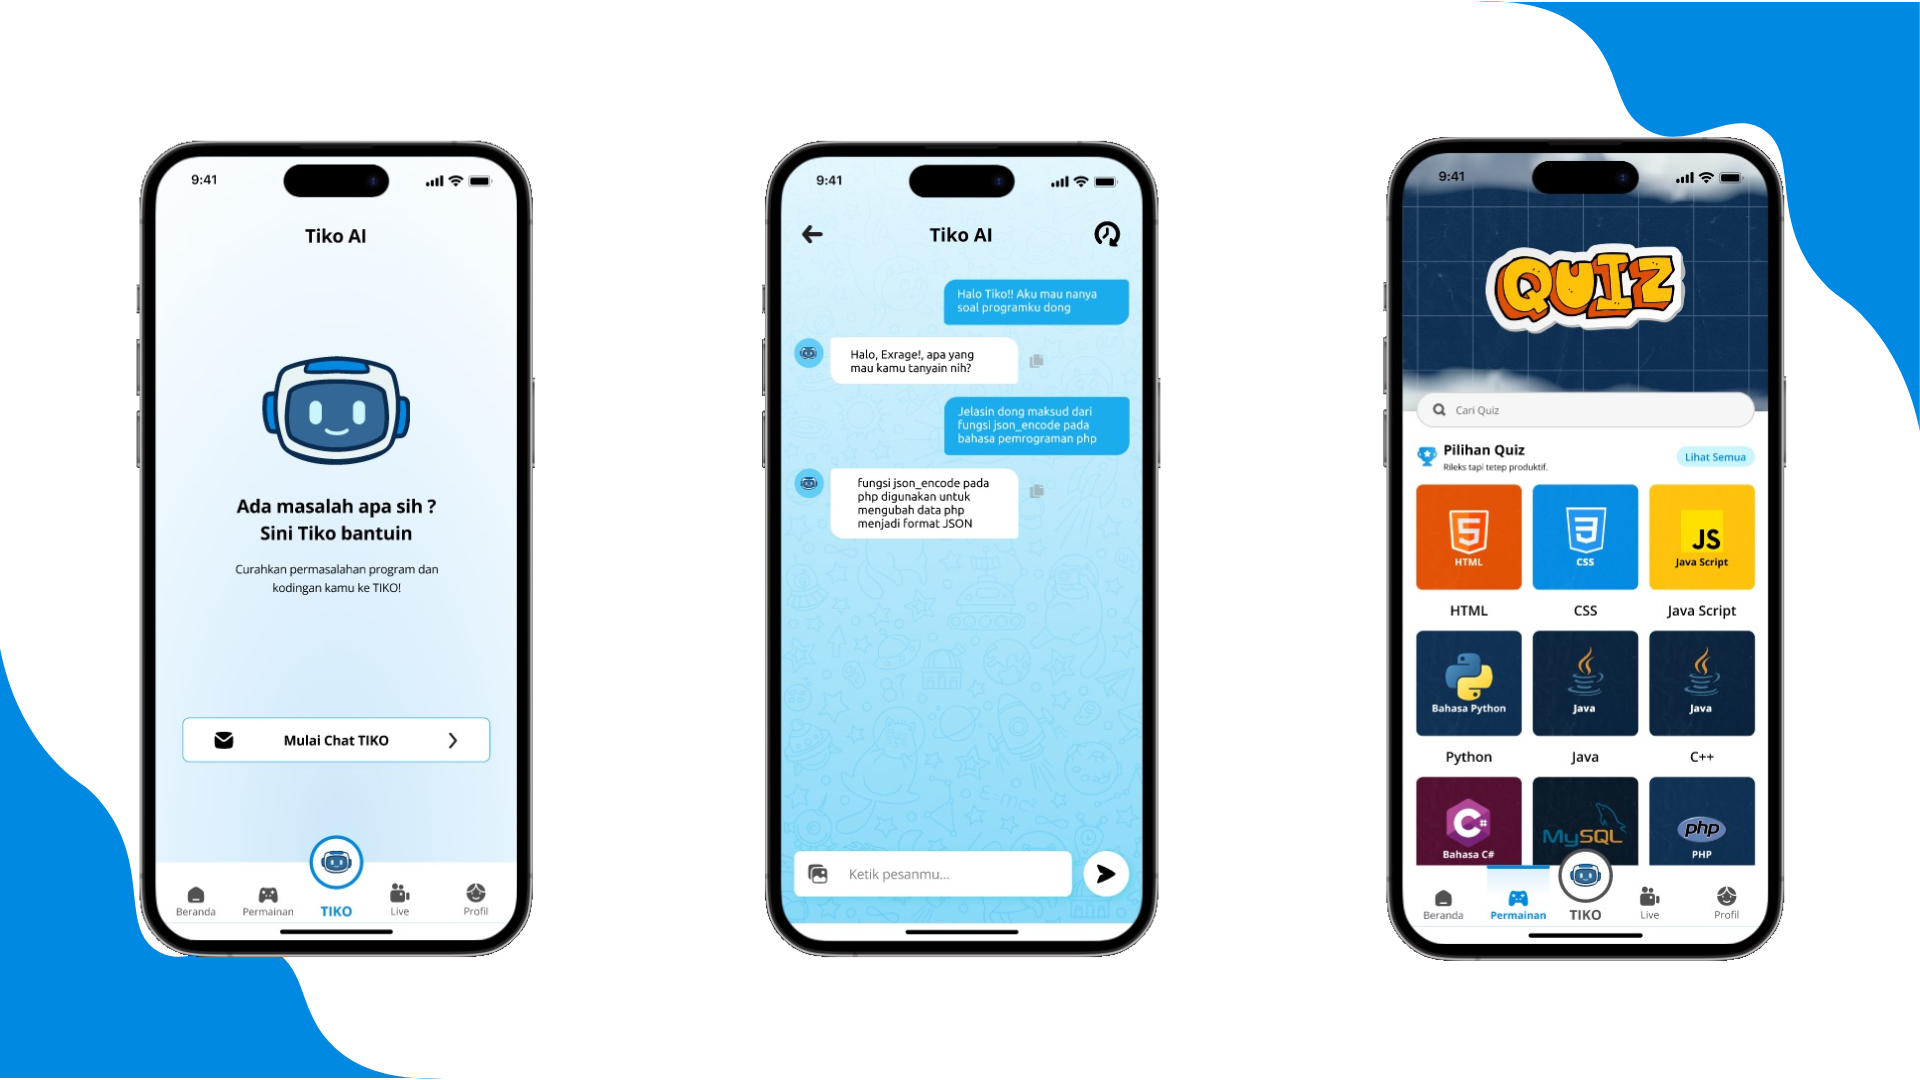 9:41
Tiko AI
Ada masalah apa sih ?
Sini Tiko bantuin
Curahkan permasalahan program dan
kodingan kamu ke TIKO!
Mulai Chat TIKO
Beranda
Permainan
TIKO
Live
Profil
9:41
Tiko AI
Halo Tiko!! Aku mau nanya
soal programku dong
Halo, Exrage!, apa yang
mau kamu tanyain nih?
Jelasin dong maksud dari
fungsi json_encode pada
bahasa pemrograman php
fungsi json_encode pada
php digunakan untuk
mengubah data php
menjadi format JSON
E=mc²
Ketik pesanmu...
9:41
QUIZ
Cari Quiz
Pilihan Quiz
Rileks tapi tetep produktif.
Lihat Semua
5
HTML
3
CSS
JS
Java Script
HTML
CSS
Java Script
Bahasa Python
Java
Java
Python
Java
C++
C#
Bahasa C#
MySQL
php
PHP
Beranda
Permainan
TIKO
Live
Profil